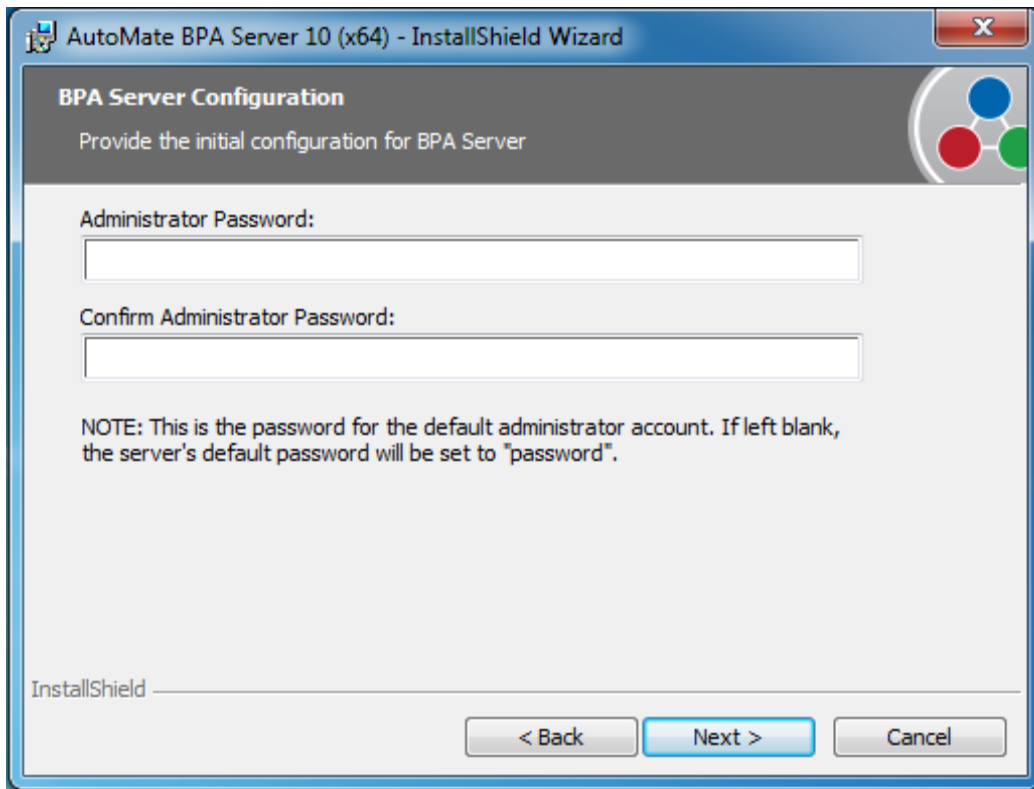 AutoMate BPA Server 10 (x64) - InstallShield Wizard
BPA Server Configuration
Provide the initial configuration for BPA Server
Administrator Password:
Confirm Administrator Password:
NOTE: This is the password for the default administrator account. If left blank,
the server's default password will be set to "password".
InstallShield
< Back Next > Cancel